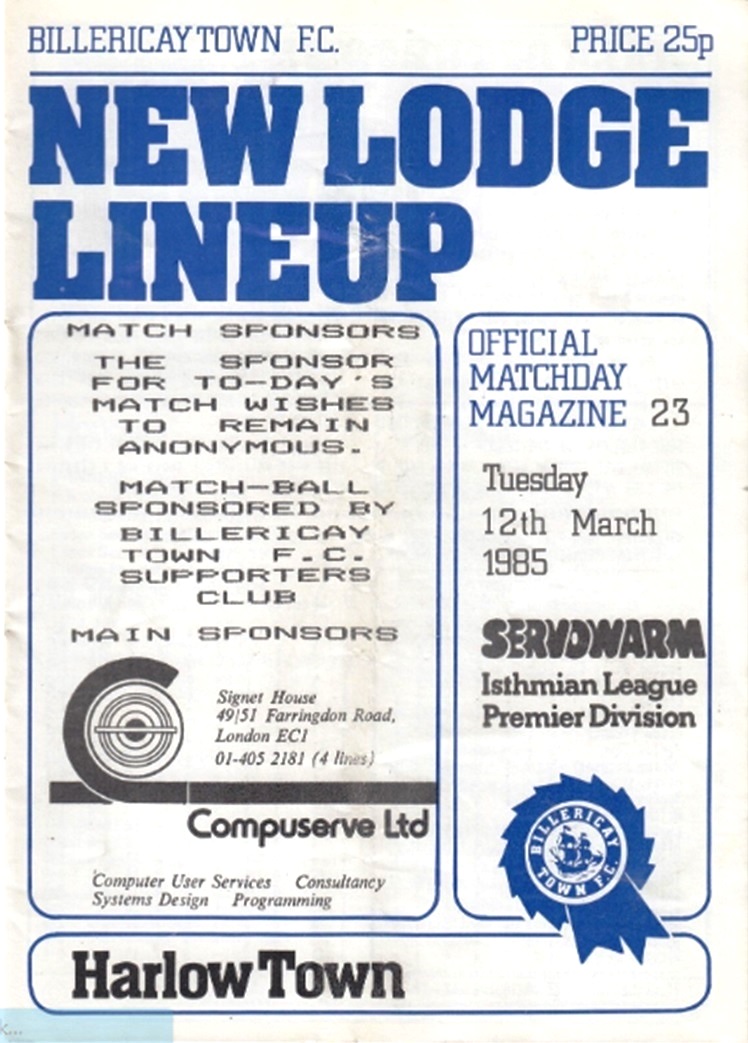 BILLERICAY TOWN F.C. PRICE 25p
NEW LODGE
LINEUP
MATCH SPONSORS
THE SPONSOR
FOR TO-DAY'S
MATCH WISHES
TO REMAIN
ANONYMOUS.
MATCH-BALL
SPONSORED BY
BILLERICAY
TOWN F.C.
SUPPORTERS
CLUB
MAIN SPONSORS
Signet House
49|51 Farringdon Road,
London EC1
01-405 2181 (4 lines)
Compuserve Ltd
Computer User Services Consultancy
Systems Design Programming
OFFICIAL
MATCHDAY
MAGAZINE 23
Tuesday
12th March
1985
SERVOWARM
Isthmian League
Premier Division
BILLERICAY
TOWN F.C.
Harlow Town